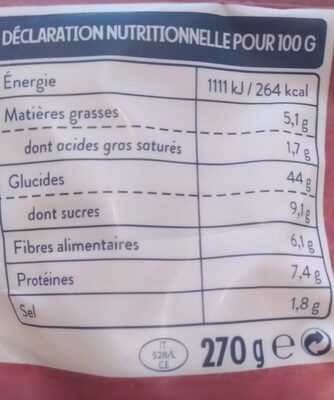 DÉCLARATION NUTRITIONNELLE POUR 100 G
Énergie 1111 kJ / 264 kcal
Matières grasses 5,1 g
dont acides gras saturés 1,7 g
Glucides 44 g
dont sucres 9,1 g
Fibres alimentaires 6,1 g
Protéines 7,4 g
Sel 1,8 g
IT
S28/L
CE
270 g e